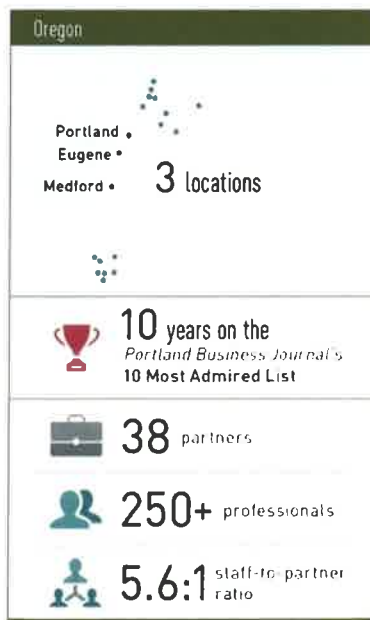 Oregon
Portland
Eugene
Medford
3 locations
10 years on the
Portland Business Journal's
10 Most Admired List
38 partners
250+ professionals
5.6:1 staff-to-partner
ratio